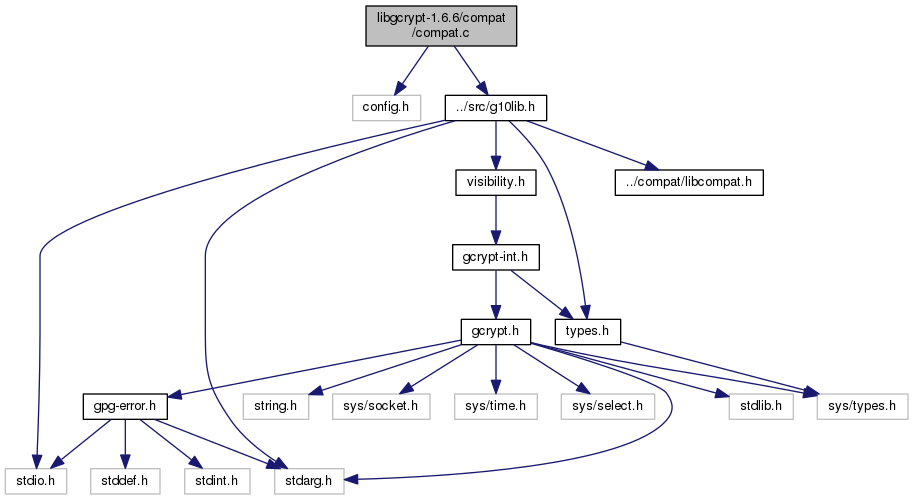 libgcrypt-1.6.6/compat
/compat.c
config.h
../src/g10lib.h
visibility.h
../compat/libcompat.h
gcrypt-int.h
gcrypt.h
types.h
gpg-error.h
string.h
sys/socket.h
sys/time.h
sys/select.h
stdlib.h
sys/types.h
stdio.h
stddef.h
stdint.h
stdarg.h